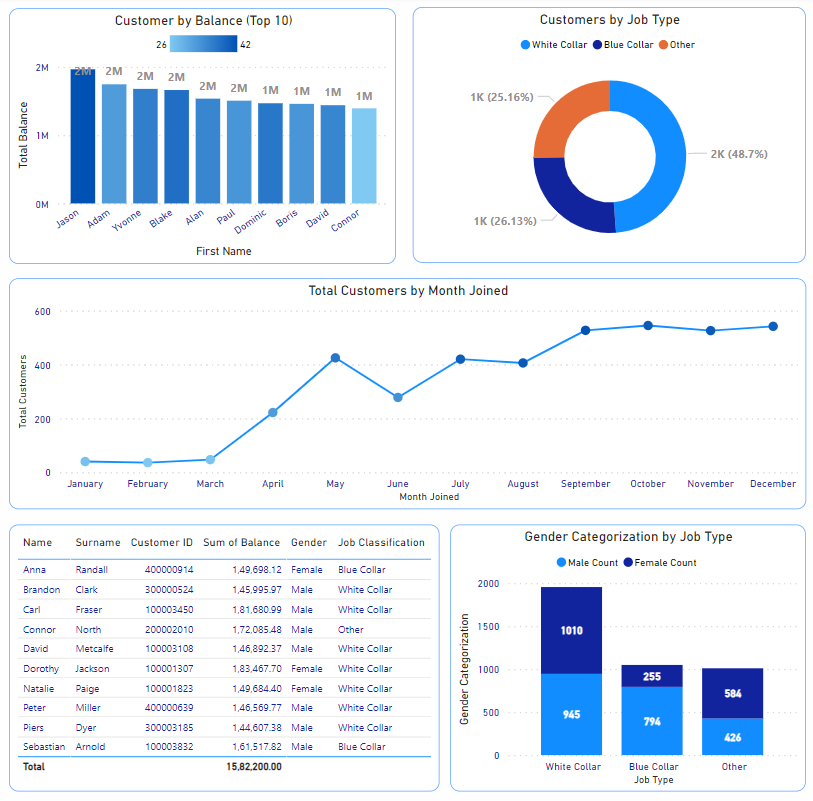 Customer by Balance (Top 10)
26 42
2M
1M
0M
Total Balance
2M 2M 2M 2M 2M 2M 1M 1M 1M 1M
Jason Adam Yvonne Blake Alan Paul Dominic Boris David Connor
First Name
Customers by Job Type
White Collar Blue Collar Other
1K (25.16%)
2K (48.7%)
1K (26.13%)
Total Customers by Month Joined
600
400
200
0
Total Customers
January February March April May June July August September October November December
Month Joined
Name Surname Customer ID Sum of Balance Gender Job Classification
Anna Randall 400000914 1,49,698.12 Female Blue Collar
Brandon Clark 300000524 1,45,995.97 Male White Collar
Carl Fraser 100003450 1,81,680.99 Male White Collar
Connor North 200002010 1,72,085.48 Male Other
David Metcalfe 100003108 1,46,892.37 Male White Collar
Dorothy Jackson 100001307 1,83,467.70 Female White Collar
Natalie Paige 100001823 1,49,684.40 Female White Collar
Peter Miller 400000639 1,46,569.77 Male White Collar
Piers Dyer 300003185 1,44,607.38 Male White Collar
Sebastian Arnold 100003832 1,61,517.82 Male Blue Collar
Total 15,82,200.00
Gender Categorization by Job Type
Male Count Female Count
2000
1500
1000
500
0
Gender Categorization
1010
945
255
794
584
426
White Collar Blue Collar Other
Job Type